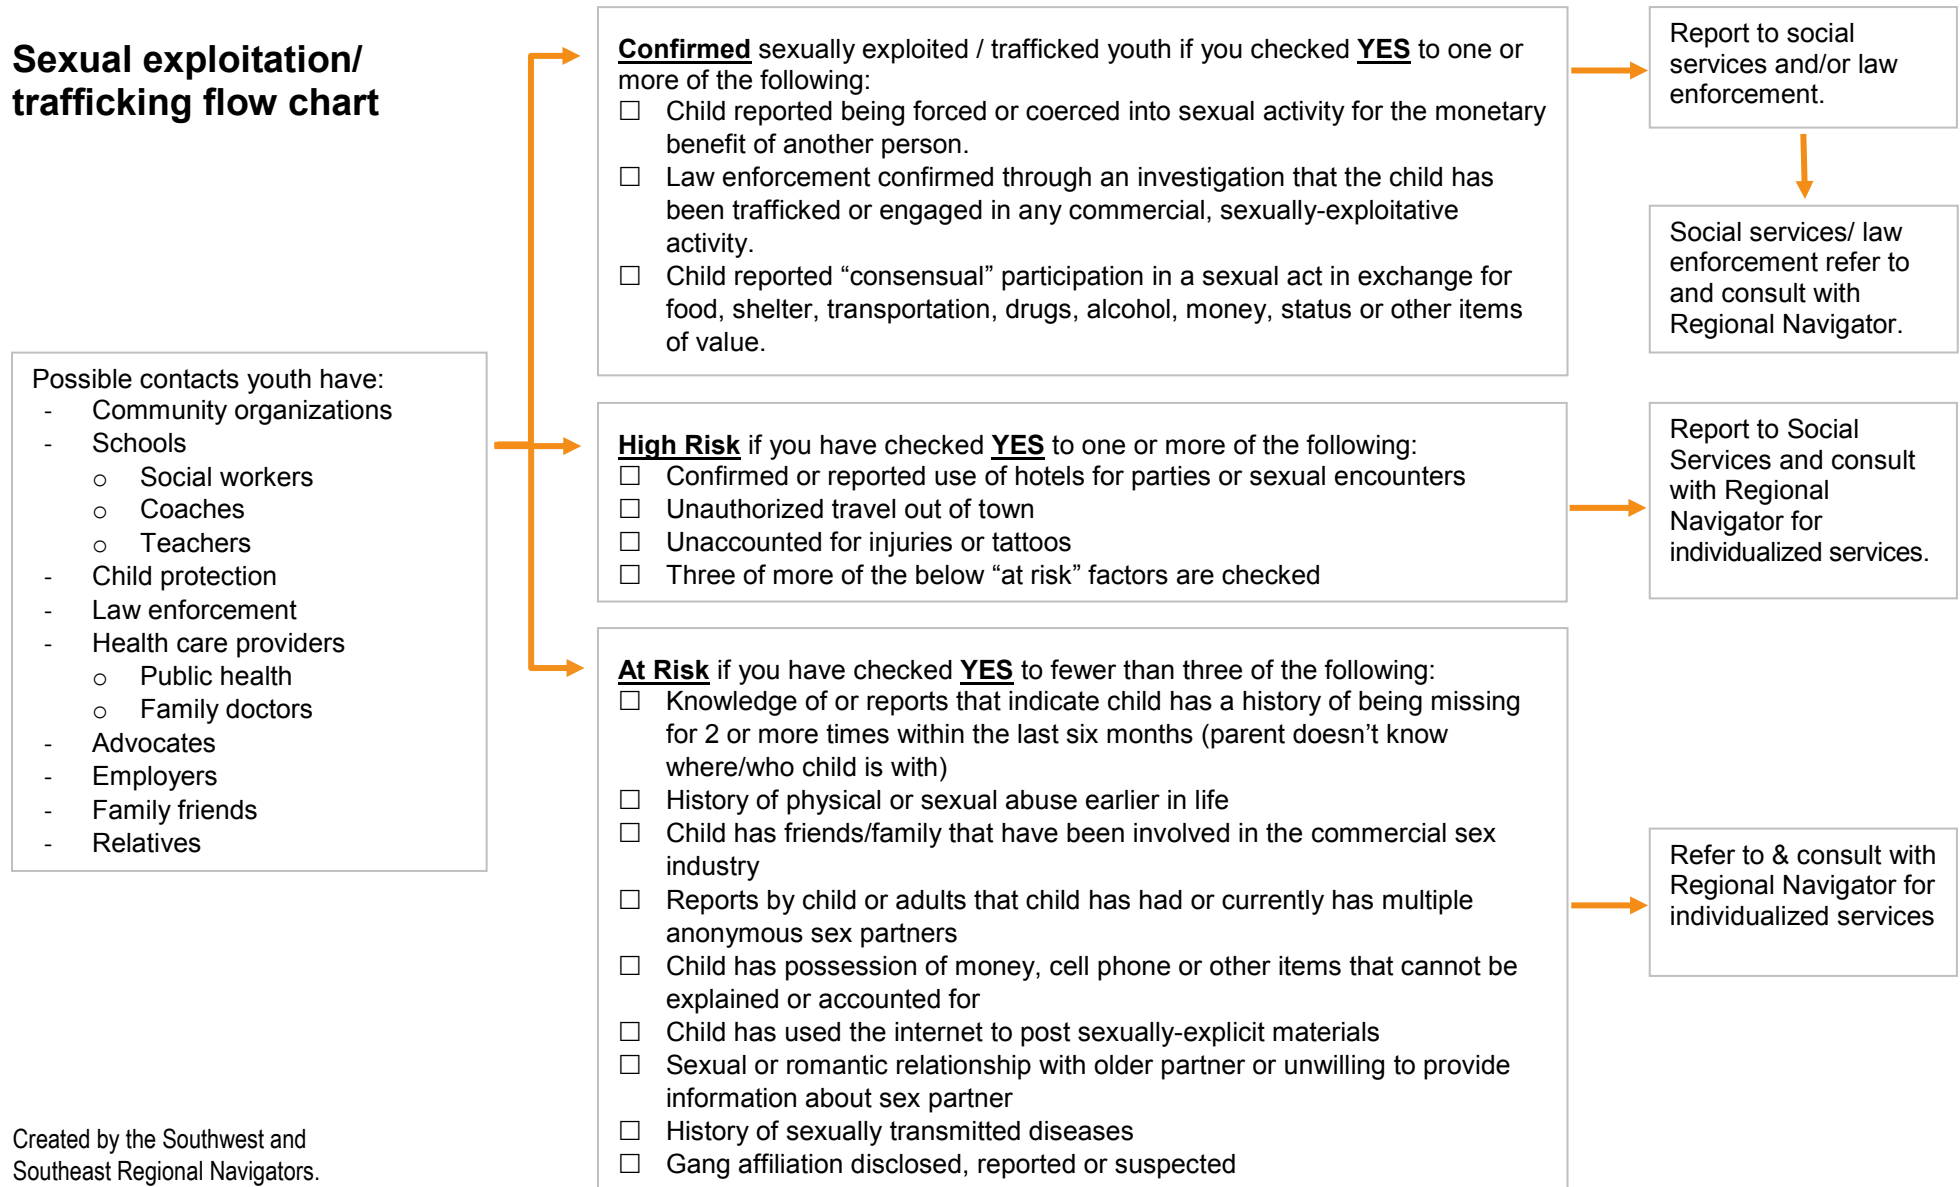 Sexual exploitation/
trafficking flow chart
Possible contacts youth have:
- Community organizations
- Schools
o Social workers
o Coaches
o Teachers
- Child protection
- Law enforcement
- Health care providers
o Public health
o Family doctors
- Advocates
- Employers
- Family friends
- Relatives
Confirmed sexually exploited / trafficked youth if you checked YES to one or
more of the following:
☐ Child reported being forced or coerced into sexual activity for the monetary
benefit of another person.
☐ Law enforcement confirmed through an investigation that the child has
been trafficked or engaged in any commercial, sexually-exploitative
activity.
☐ Child reported “consensual” participation in a sexual act in exchange for
food, shelter, transportation, drugs, alcohol, money, status or other items
of value.
Report to social
services and/or law
enforcement.
Social services/ law
enforcement refer to
and consult with
Regional Navigator.
High Risk if you have checked YES to one or more of the following:
☐ Confirmed or reported use of hotels for parties or sexual encounters
☐ Unauthorized travel out of town
☐ Unaccounted for injuries or tattoos
☐ Three of more of the below “at risk” factors are checked
Report to Social
Services and consult
with Regional
Navigator for
individualized services.
At Risk if you have checked YES to fewer than three of the following:
☐ Knowledge of or reports that indicate child has a history of being missing
for 2 or more times within the last six months (parent doesn’t know
where/who child is with)
☐ History of physical or sexual abuse earlier in life
☐ Child has friends/family that have been involved in the commercial sex
industry
☐ Reports by child or adults that child has had or currently has multiple
anonymous sex partners
☐ Child has possession of money, cell phone or other items that cannot be
explained or accounted for
☐ Child has used the internet to post sexually-explicit materials
☐ Sexual or romantic relationship with older partner or unwilling to provide
information about sex partner
☐ History of sexually transmitted diseases
☐ Gang affiliation disclosed, reported or suspected
Refer to & consult with
Regional Navigator for
individualized services
Created by the Southwest and
Southeast Regional Navigators.